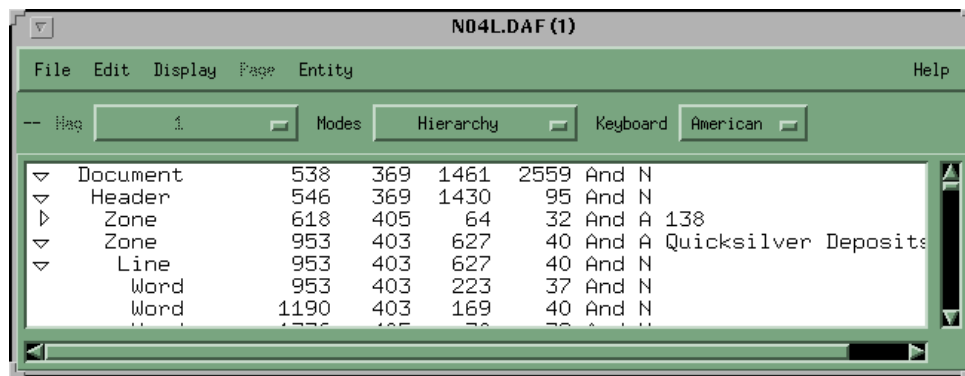 N04L.DAF (1)
File Edit Display Page Entity Help
-- Mag 1 Modes Hierarchy Keyboard American
Document 538 369 1461 2559 And N
Header 546 369 1430 95 And N
Zone 618 405 64 32 And A 138
Zone 953 403 627 40 And A Quicksilver Deposits
Line 953 403 627 40 And N
Word 953 403 223 37 And N
Word 1190 403 169 40 And N